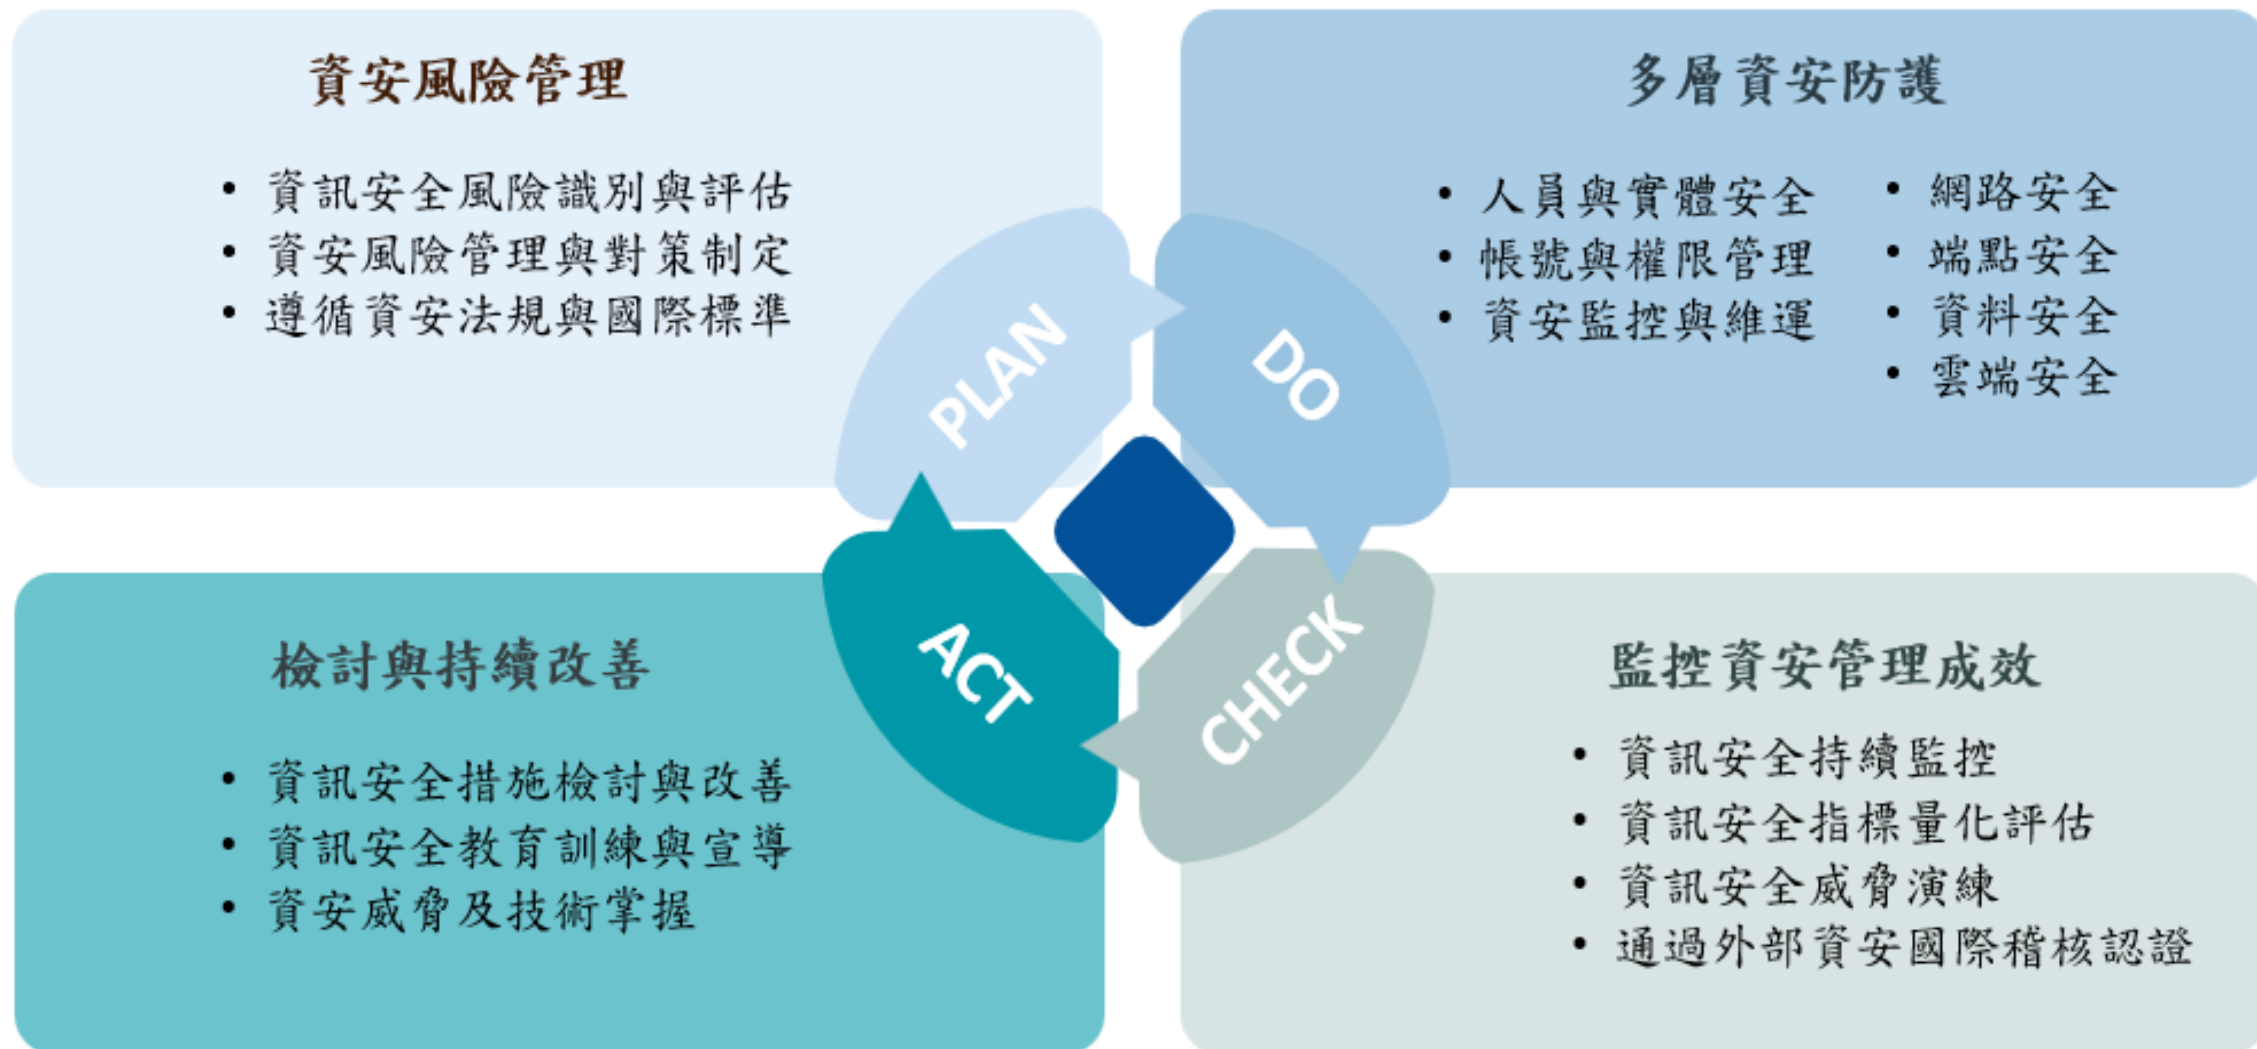 資安風險管理
• 資訊安全風險識別與評估
• 資安風險管理與對策制定
• 遵循資安法規與國際標準
PLAN
多層資安防護
• 人員與實體安全
• 帳號與權限管理
• 資安監控與維運
• 網路安全
• 端點安全
• 資料安全
• 雲端安全
DO
檢討與持續改善
• 資訊安全措施檢討與改善
• 資訊安全教育訓練與宣導
• 資安威脅及技術掌握
ACT
監控資安管理成效
• 資訊安全持續監控
• 資訊安全指標量化評估
• 資訊安全威脅演練
• 通過外部資安國際稽核認證
CHECK